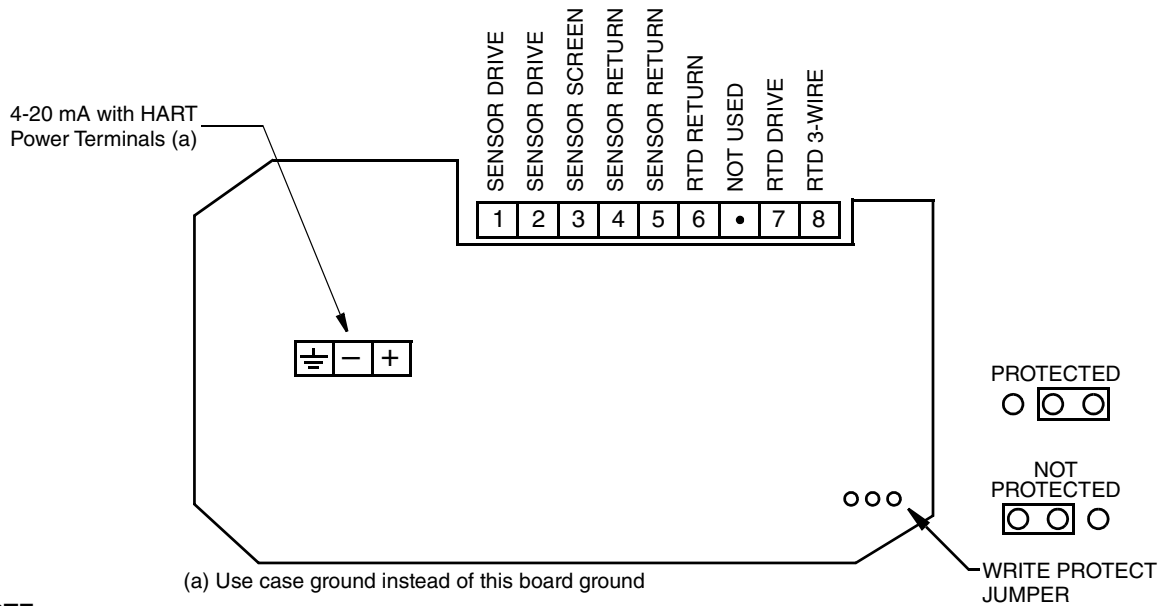 SENSOR DRIVE
SENSOR DRIVE
SENSOR SCREEN
SENSOR RETURN
SENSOR RETURN
RTD RETURN
NOT USED
RTD DRIVE
RTD 3-WIRE
4-20 mA with HART
Power Terminals (a)
1 2 3 4 5 6 • 7 8
− +
PROTECTED
NOT
PROTECTED
WRITE PROTECT
JUMPER
(a) Use case ground instead of this board ground